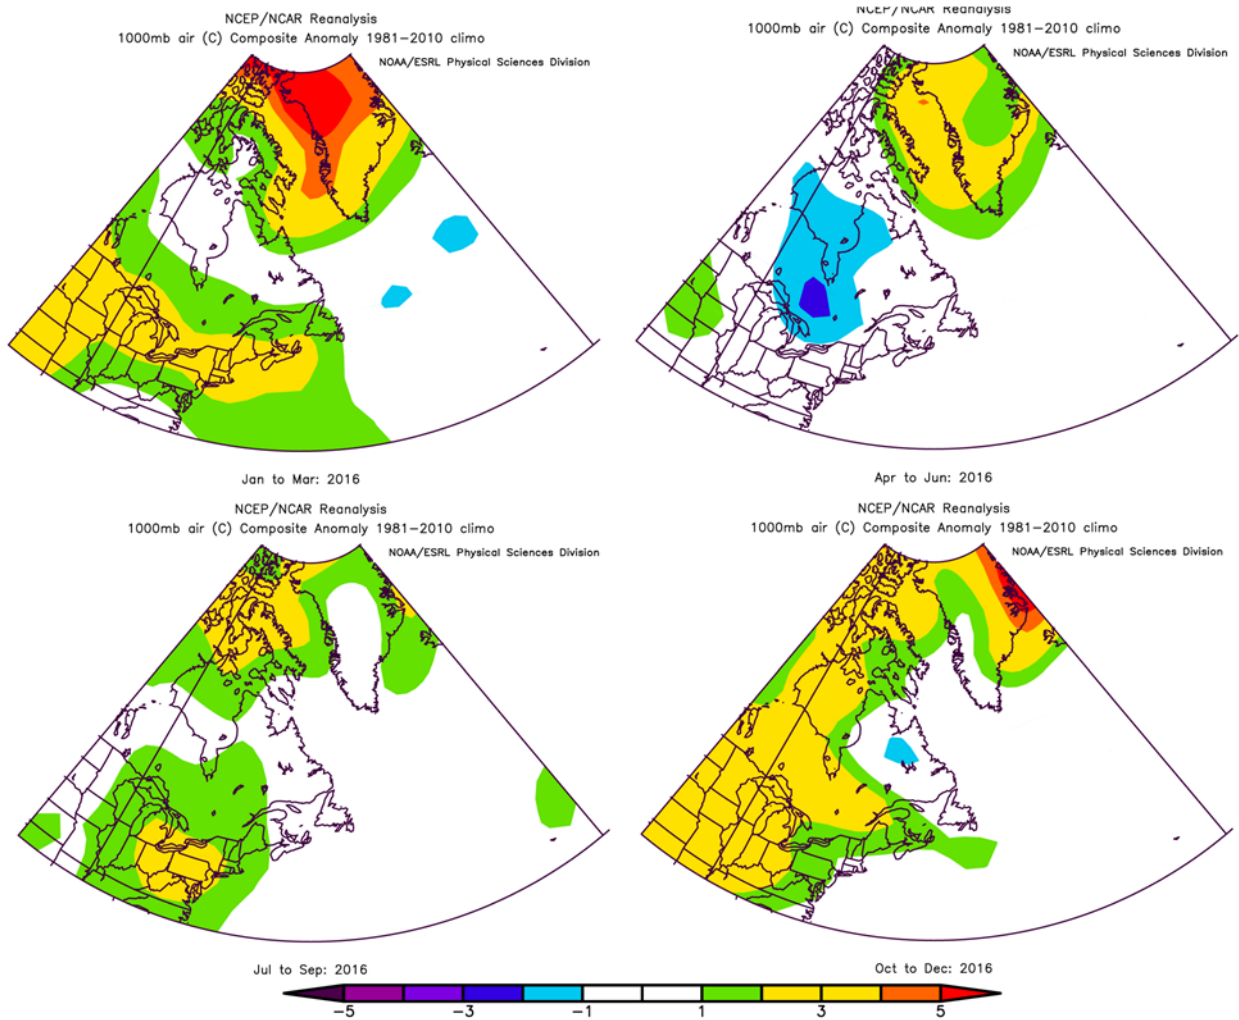 NCEP/NCAR Reanalysis
1000mb air (C) Composite Anomaly 1981-2010 climo
NOAA/ESRL Physical Sciences Division
Jan to Mar: 2016
NCEP/NCAR Reanalysis
1000mb air (C) Composite Anomaly 1981-2010 climo
NOAA/ESRL Physical Sciences Division
Apr to Jun: 2016
NCEP/NCAR Reanalysis
1000mb air (C) Composite Anomaly 1981-2010 climo
NOAA/ESRL Physical Sciences Division
Jul to Sep: 2016
NCEP/NCAR Reanalysis
1000mb air (C) Composite Anomaly 1981-2010 climo
NOAA/ESRL Physical Sciences Division
Oct to Dec: 2016
-5 -3 -1 1 3 5